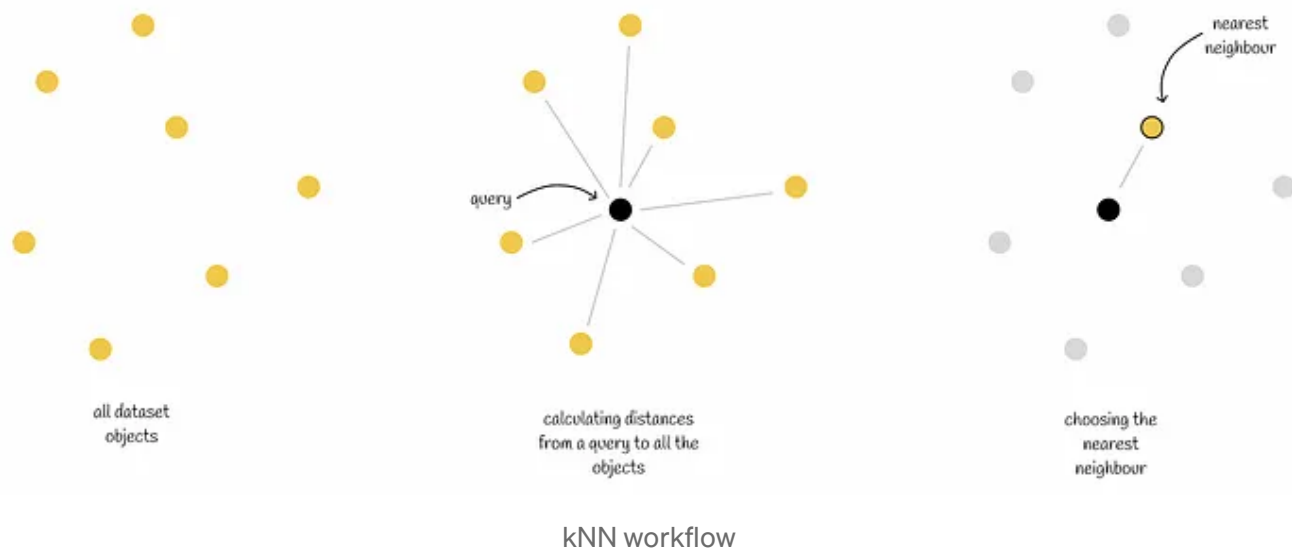 all dataset
objects
query
calculating distances
from a query to all the
objects
nearest
neighbour
choosing the
nearest
neighbour
kNN workflow